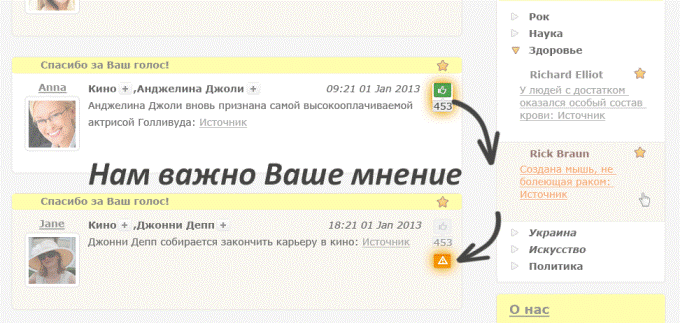 Спасибо за Ваш голос!
Anna
Кино + ,Анджелина Джоли + 09:21 01 Jan 2013
Анджелина Джоли вновь признана самой высокооплачиваемой
актрисой Голливуда: Источник
453
Нам важно Ваше мнение
Спасибо за Ваш голос!
Jane
Кино + ,Джонни Депп + 18:21 01 Jan 2013
Джонни Депп собирается закончить карьеру в кино: Источник
453
Рок
Наука
Здоровье
Richard Elliot
У людей с достатком
оказался особый состав
крови: Источник
Rick Braun
Создана мышь, не
болеющая раком:
Источник
Украина
Искусство
Политика
О нас